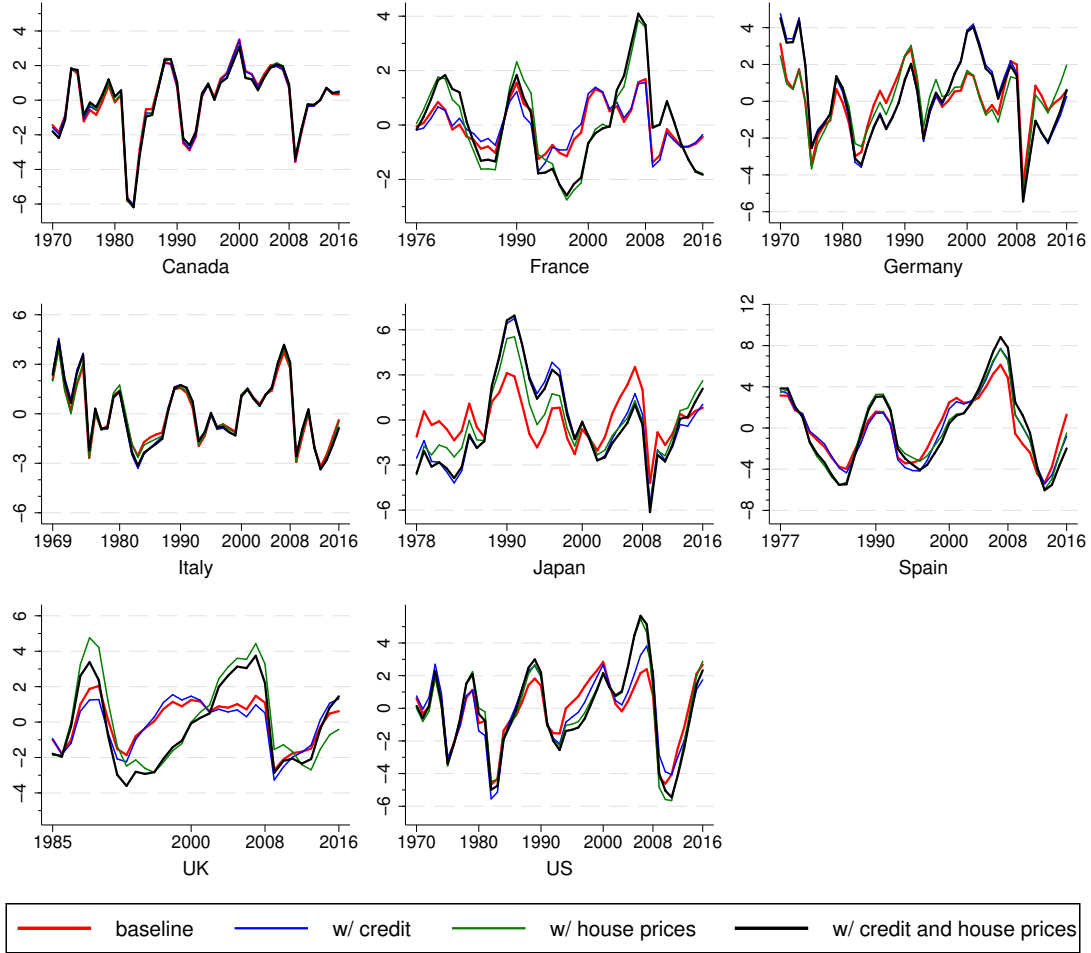 4
2
0
−2
−4
−6
1970 1980 1990 2000 2008 2016
Canada
4
2
0
−2
1976 1990 2000 2008 2016
France
4
2
0
−2
−4
−6
1970 1980 1990 2000 2008 2016
Germany
6
3
0
−3
−6
1969 1980 1990 2000 2008 2016
Italy
6
4
2
0
−2
−4
−6
1978 1990 2000 2008 2016
Japan
12
8
4
0
−4
−8
1977 1990 2000 2008 2016
Spain
6
4
2
0
−2
−4
1985 2000 2008 2016
UK
4
2
0
−2
−4
−6
1970 1980 1990 2000 2008 2016
US
baseline w/ credit w/ house prices w/ credit and house prices